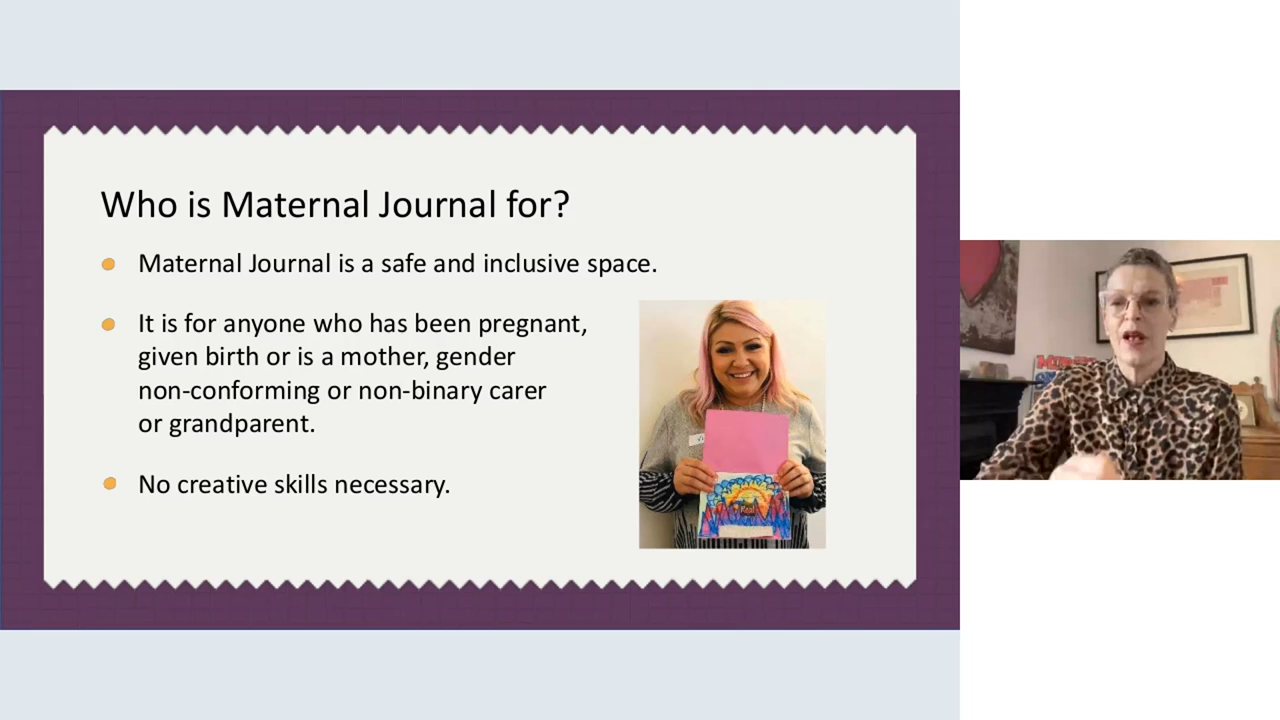 Who is Maternal Journal for?
Maternal Journal is a safe and inclusive space.
It is for anyone who has been pregnant,
given birth or is a mother, gender
non-conforming or non-binary carer
or grandparent.
No creative skills necessary.
Real